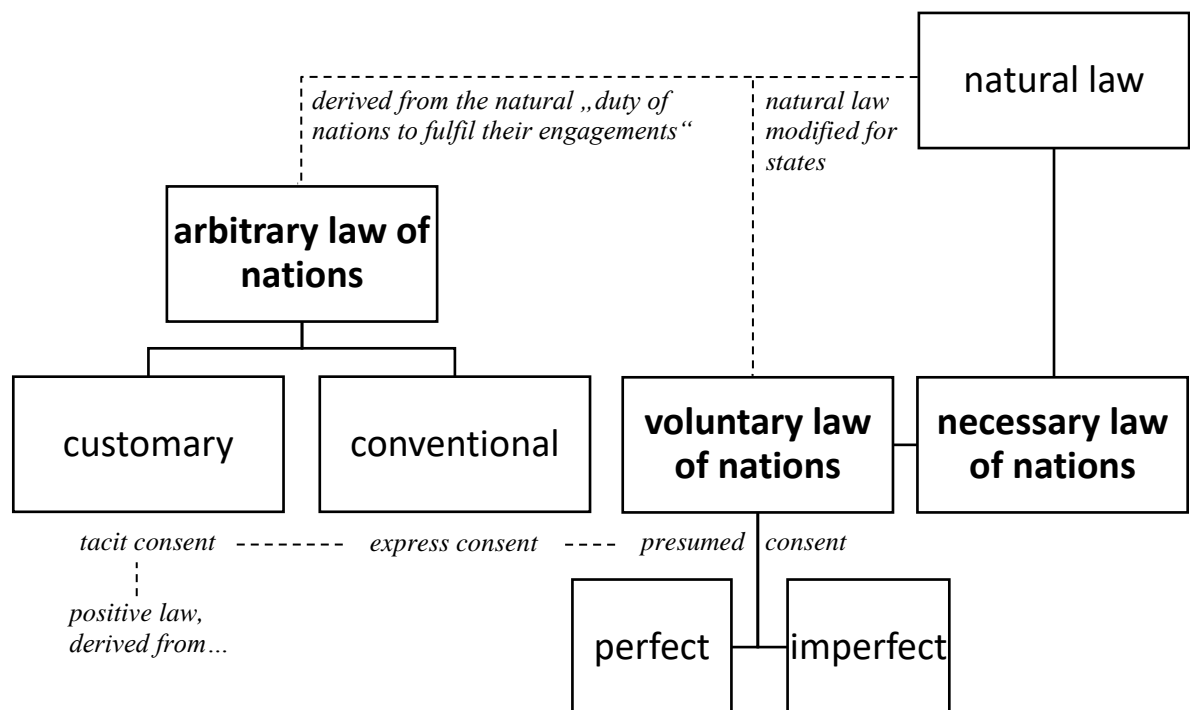 natural law
derived from the natural „duty of
nations to fulfil their engagements“
natural law
modified for
states
arbitrary law of
nations
customary
conventional
voluntary law
of nations
necessary law
of nations
tacit consent
express consent
presumed consent
positive law,
derived from…
perfect
imperfect